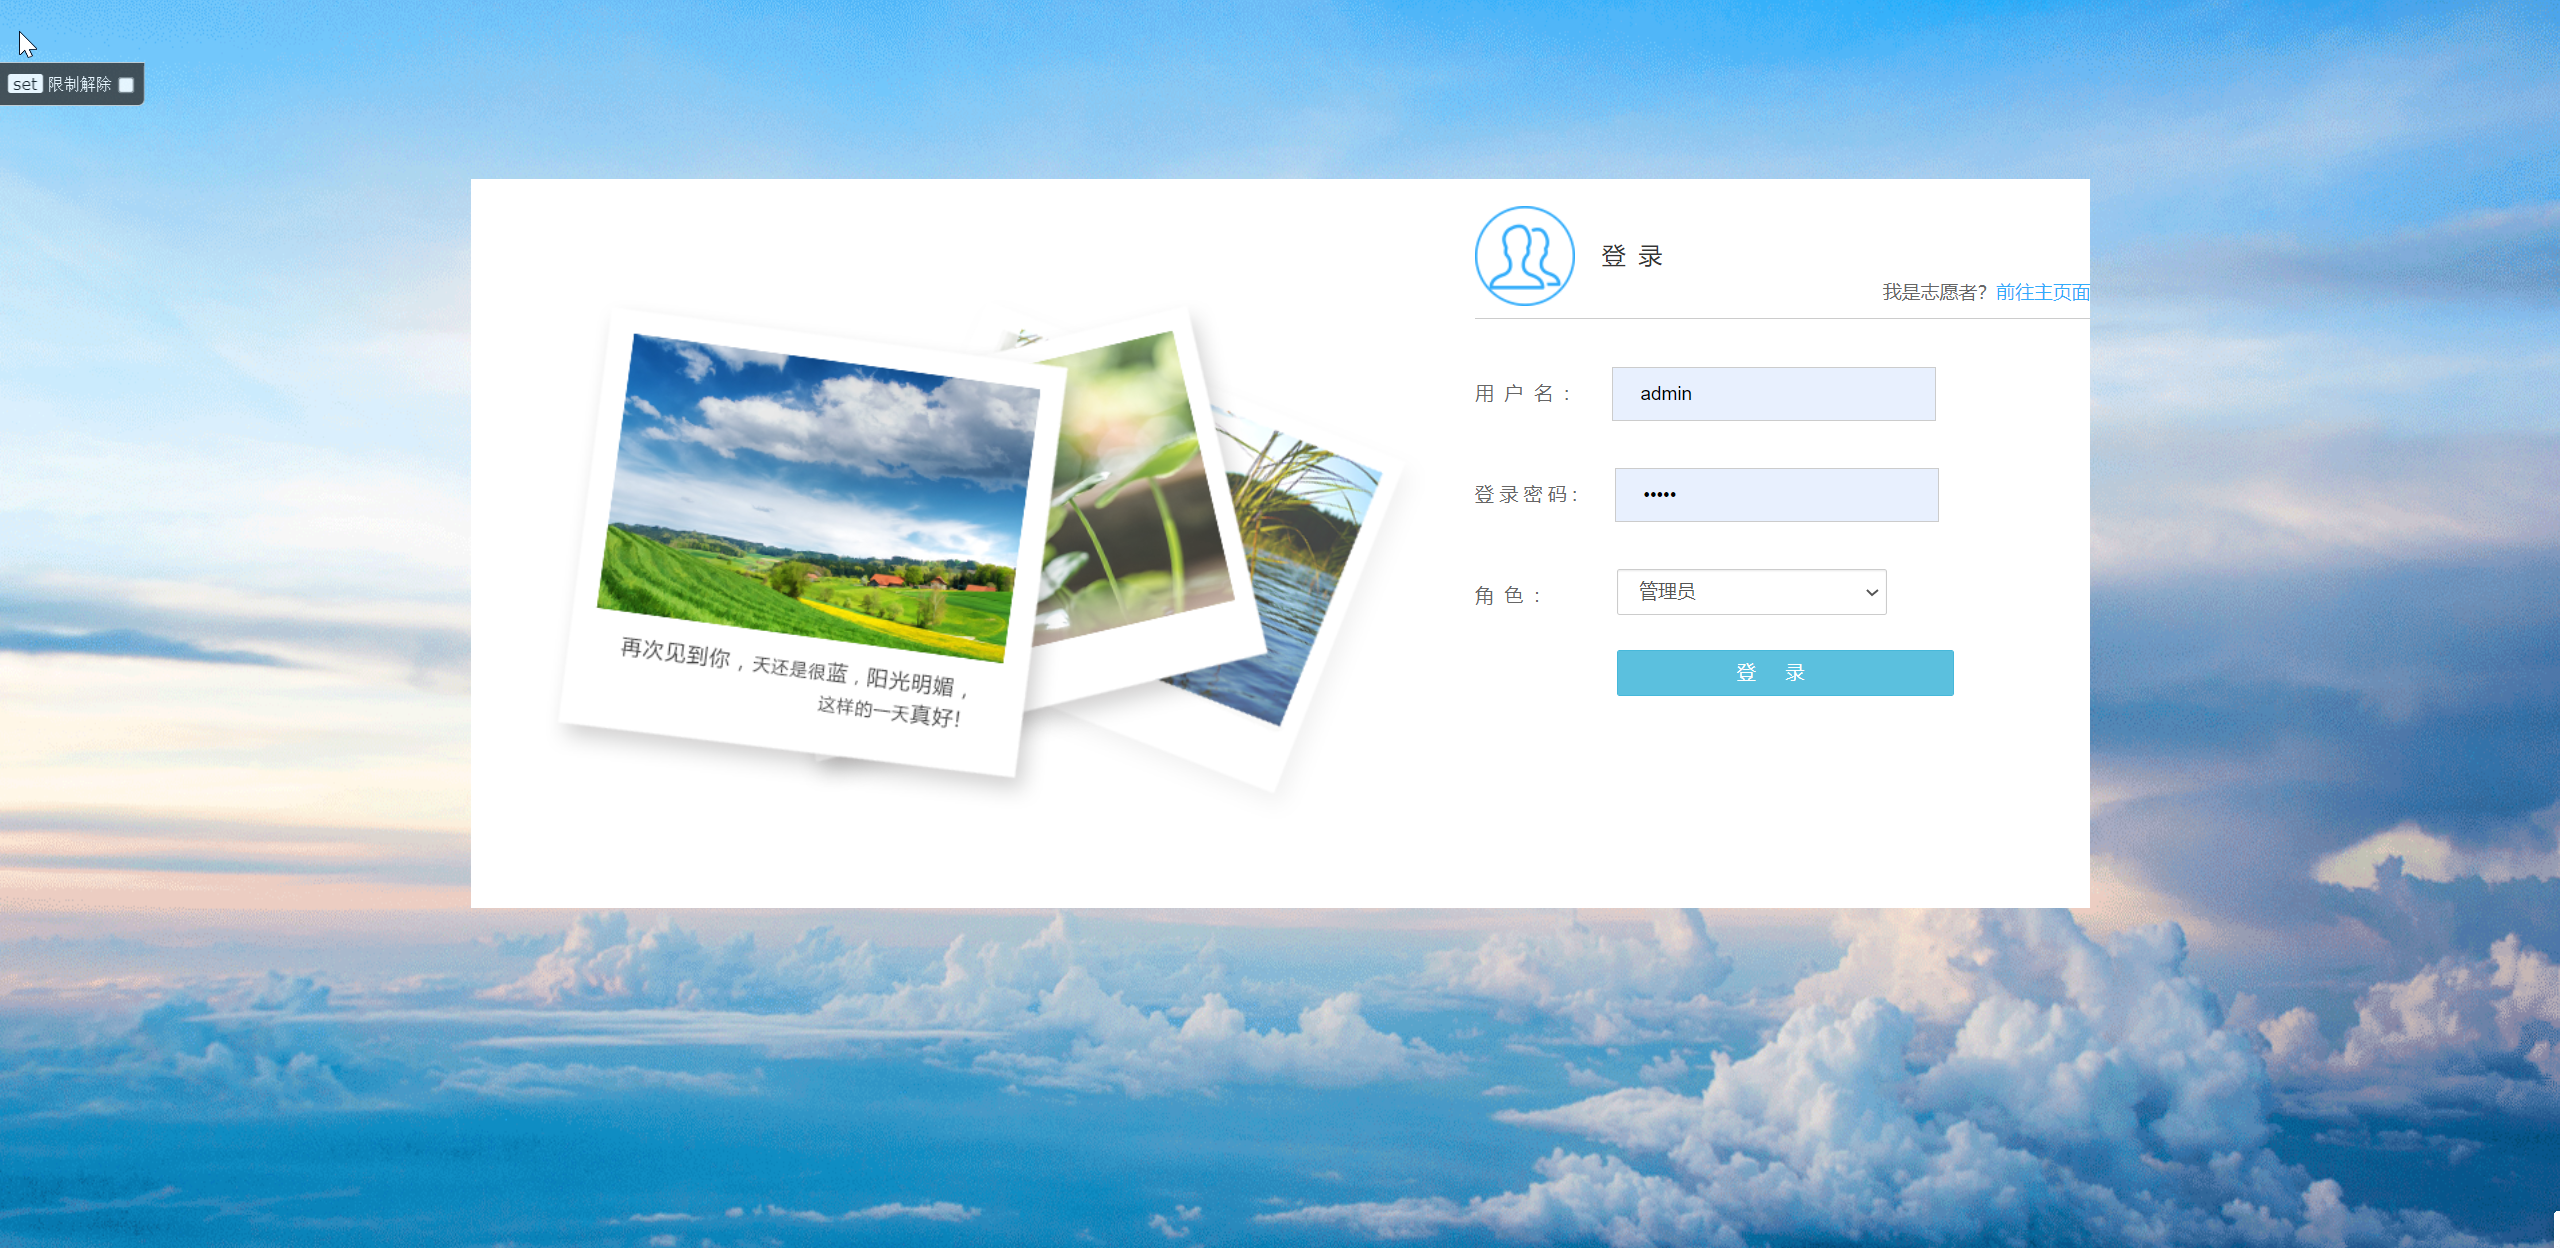 set 限制解除
登 录
我是志愿者？前往主页面
用 户 名 ：
admin
登录密码：
•••••
角 色 ：
管理员
登 录
再次见到你，天还是很蓝，阳光明媚，
这样的一天真好!